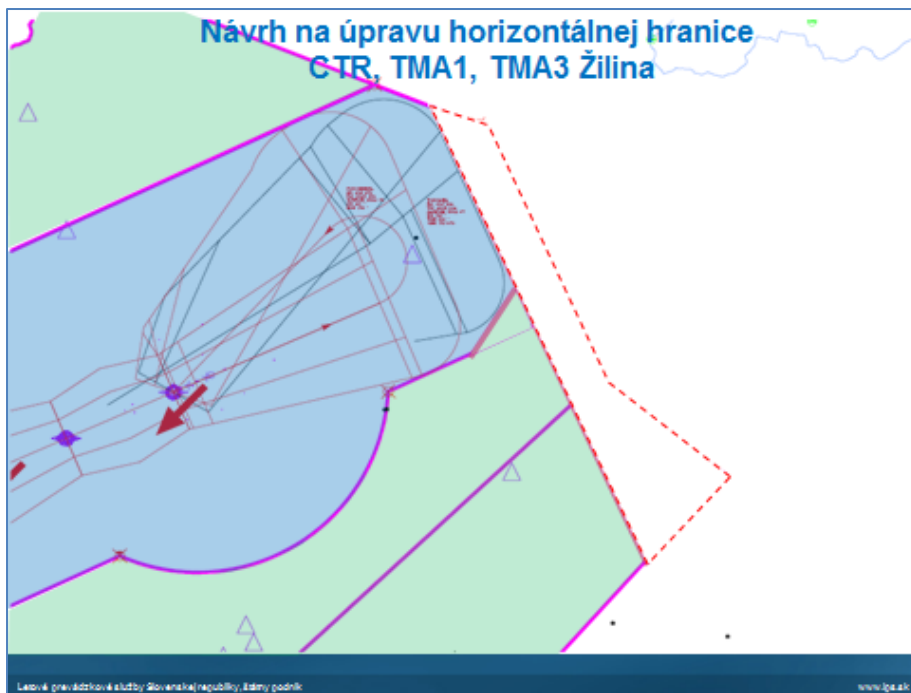 Návrh na úpravu horizontálnej hranice
CTR, TMA1, TMA3 Žilina
Letové prevádzkové služby Slovenskej republiky, štátny podnik
www.lps.sk